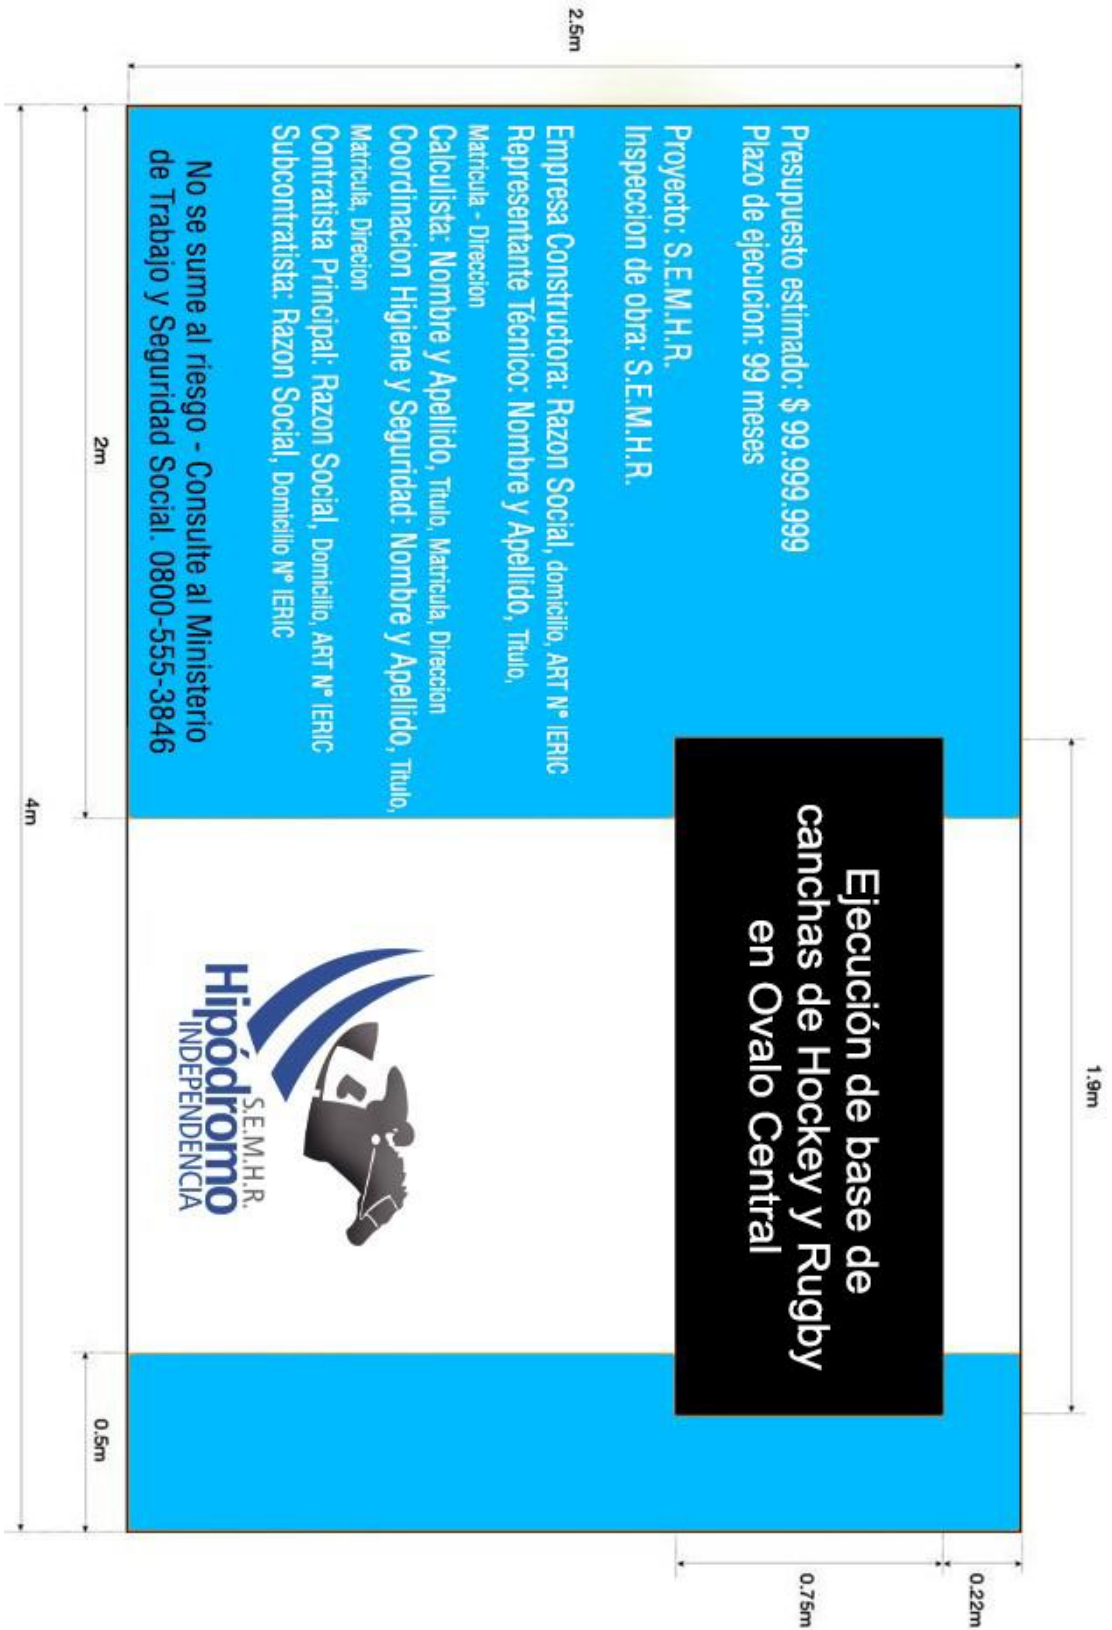 2.5m
Presupuesto estimado: $ 99.999.999
Plazo de ejecucion: 99 meses
Proyecto: S.E.M.H.R.
Inspeccion de obra: S.E.M.H.R.
Empresa Constructora: Razon Social, domicilio, ART Nº IERIC
Representante Técnico: Nombre y Apellido, Titulo,
Matricula - Direccion
Calculista: Nombre y Apellido, Titulo, Matricula, Direccion
Coordinacion Higiene y Seguridad: Nombre y Apellido, Titulo,
Matricula, Direcion
Contratista Principal: Razon Social, Domicilio, ART Nº IERIC
Subcontratista: Razon Social, Domicilio Nº IERIC
No se sume al riesgo - Consulte al Ministerio
de Trabajo y Seguridad Social. 0800-555-3846
1.9m
Ejecución de base de
canchas de Hockey y Rugby
en Ovalo Central
S.E.M.H.R.
Hipódromo
INDEPENDENCIA
0.22m
0.75m
2m
0.5m
4m